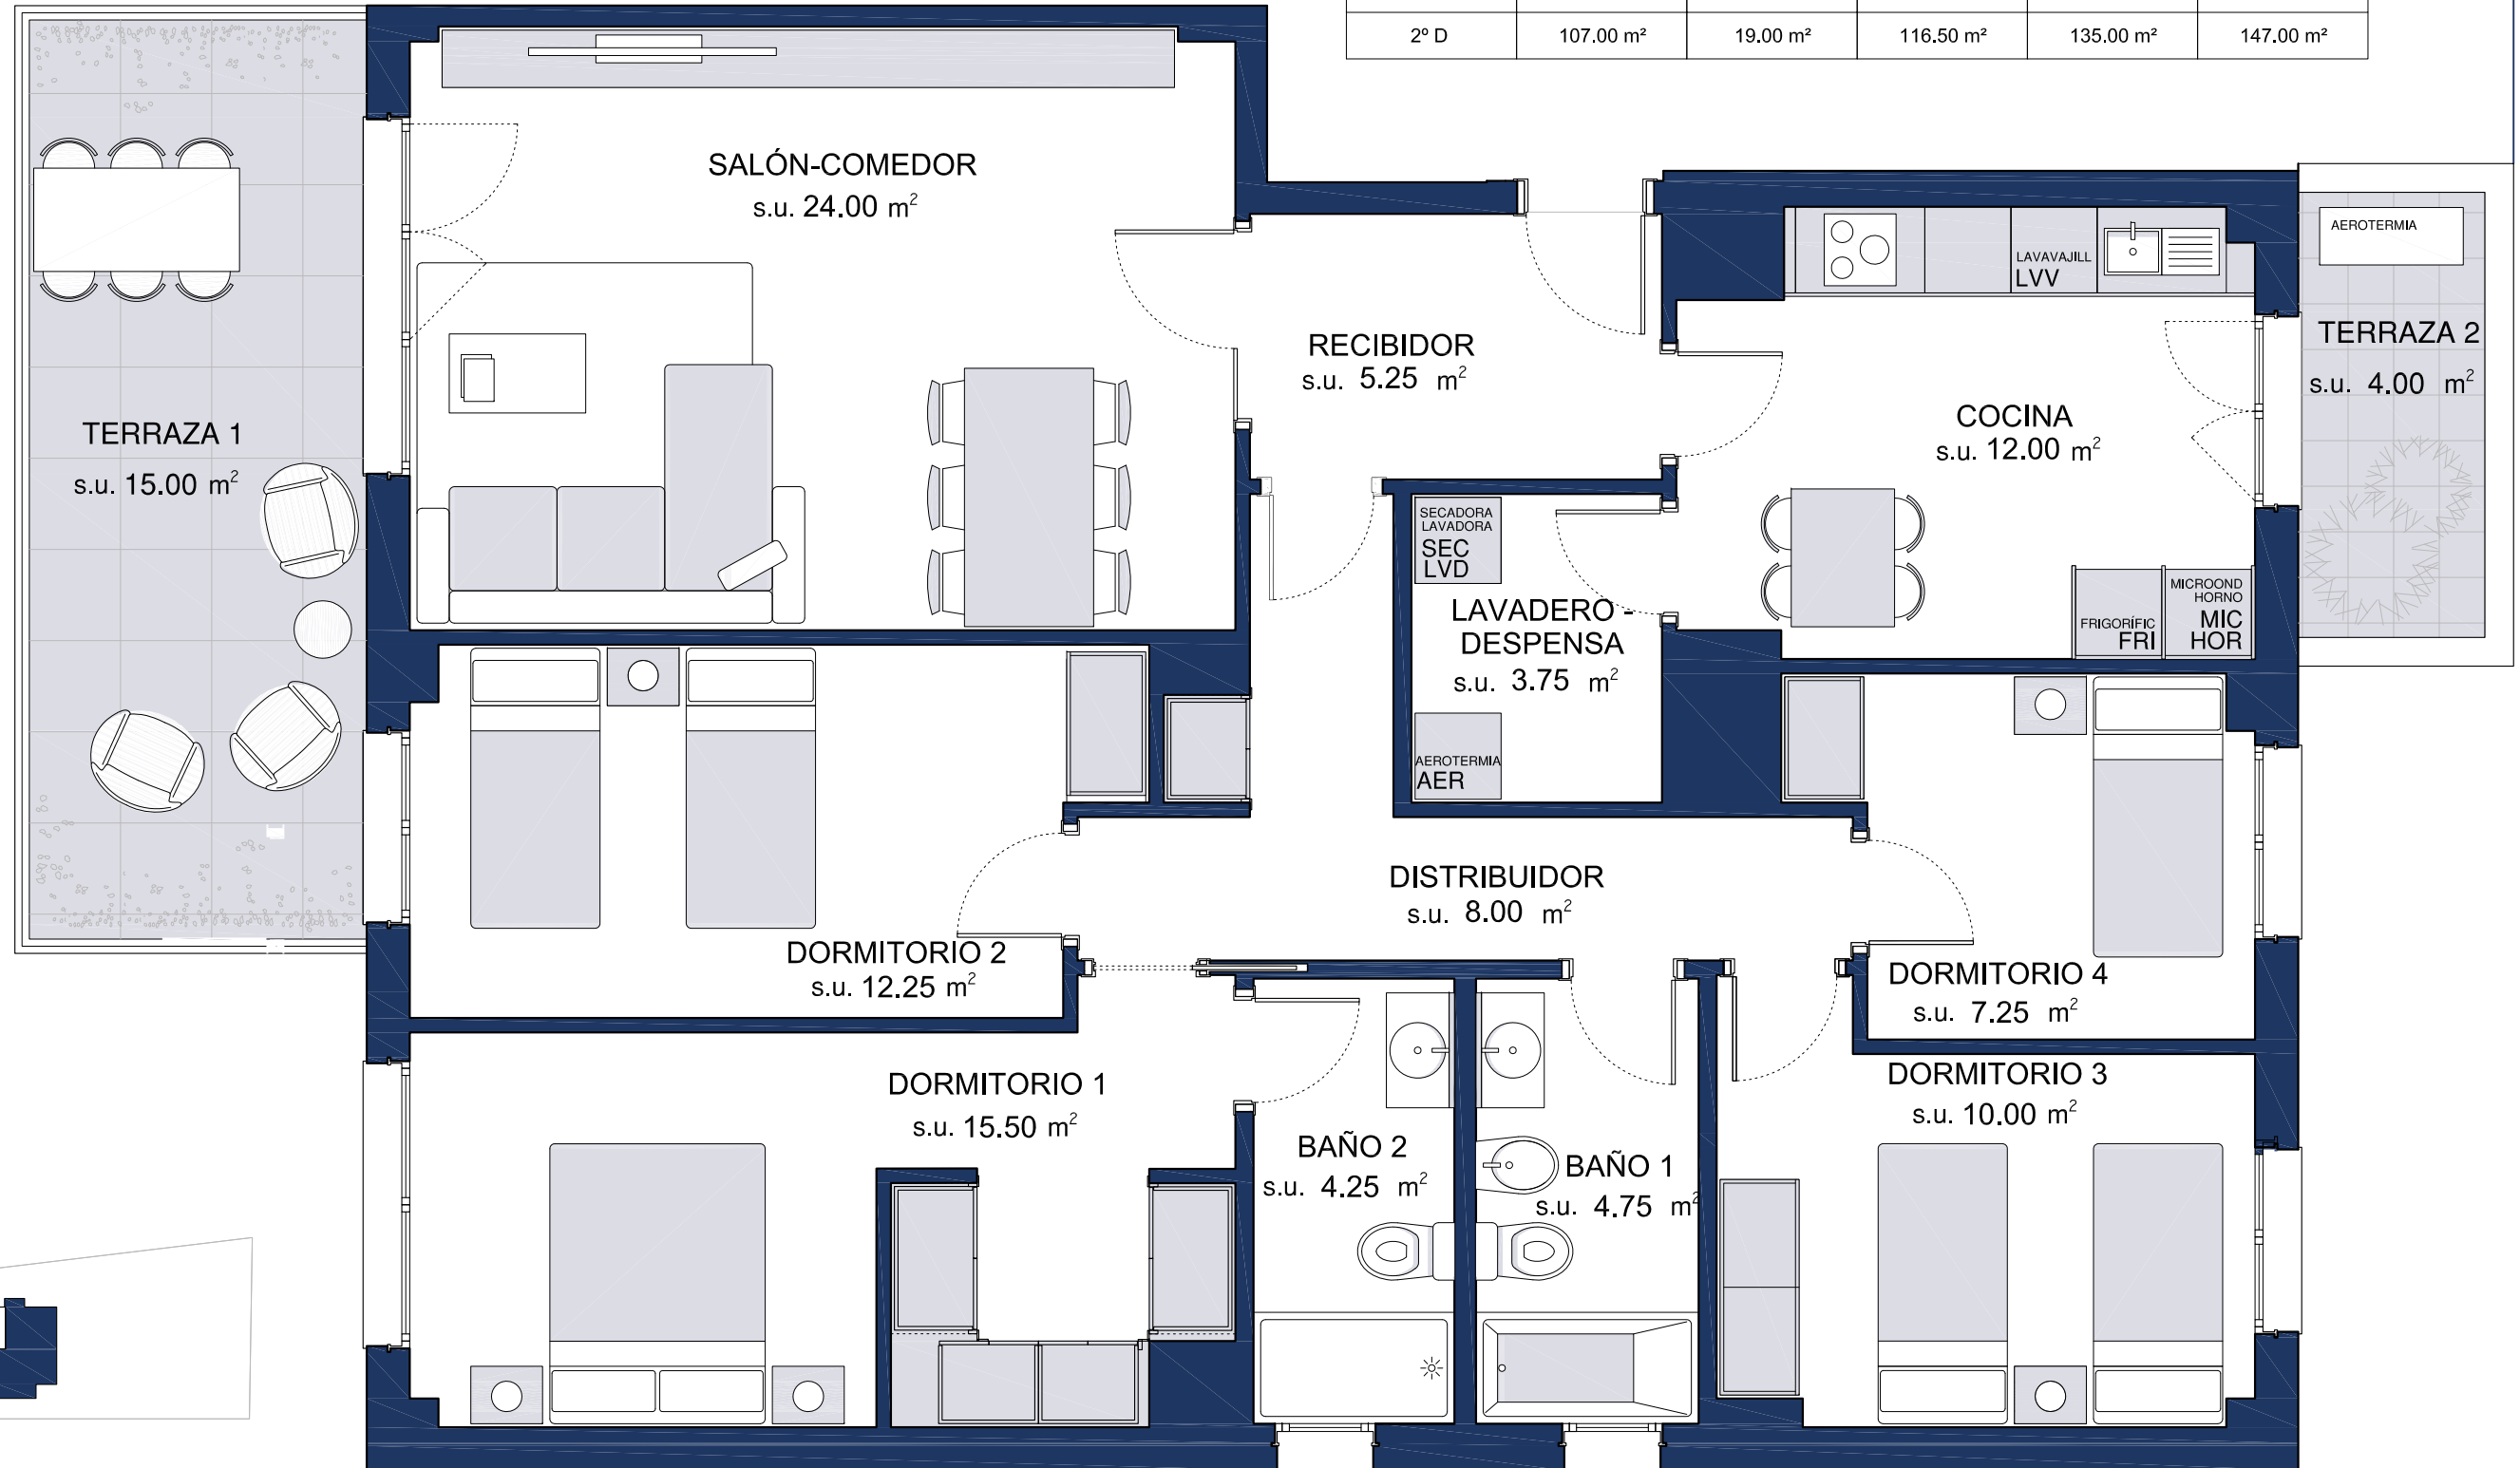 2º D 107.00 m² 19.00 m² 116.50 m² 135.00 m² 147.00 m²
SALÓN-COMEDOR
s.u. 24.00 m²
AEROTERMIA
LAVAVAJILL
LVV
TERRAZA 2
s.u. 4.00 m²
RECIBIDOR
s.u. 5.25 m²
COCINA
s.u. 12.00 m²
TERRAZA 1
s.u. 15.00 m²
SECADORA
LAVADORA
SEC
LVD
LAVADERO -
DESPENSA
s.u. 3.75 m²
FRIGORÍFIC
FRI
MICROOND
HORNO
MIC
HOR
AEROTERMIA
AER
DISTRIBUIDOR
s.u. 8.00 m²
DORMITORIO 2
s.u. 12.25 m²
DORMITORIO 4
s.u. 7.25 m²
DORMITORIO 1
s.u. 15.50 m²
DORMITORIO 3
s.u. 10.00 m²
BAÑO 2
s.u. 4.25 m²
BAÑO 1
s.u. 4.75 m²